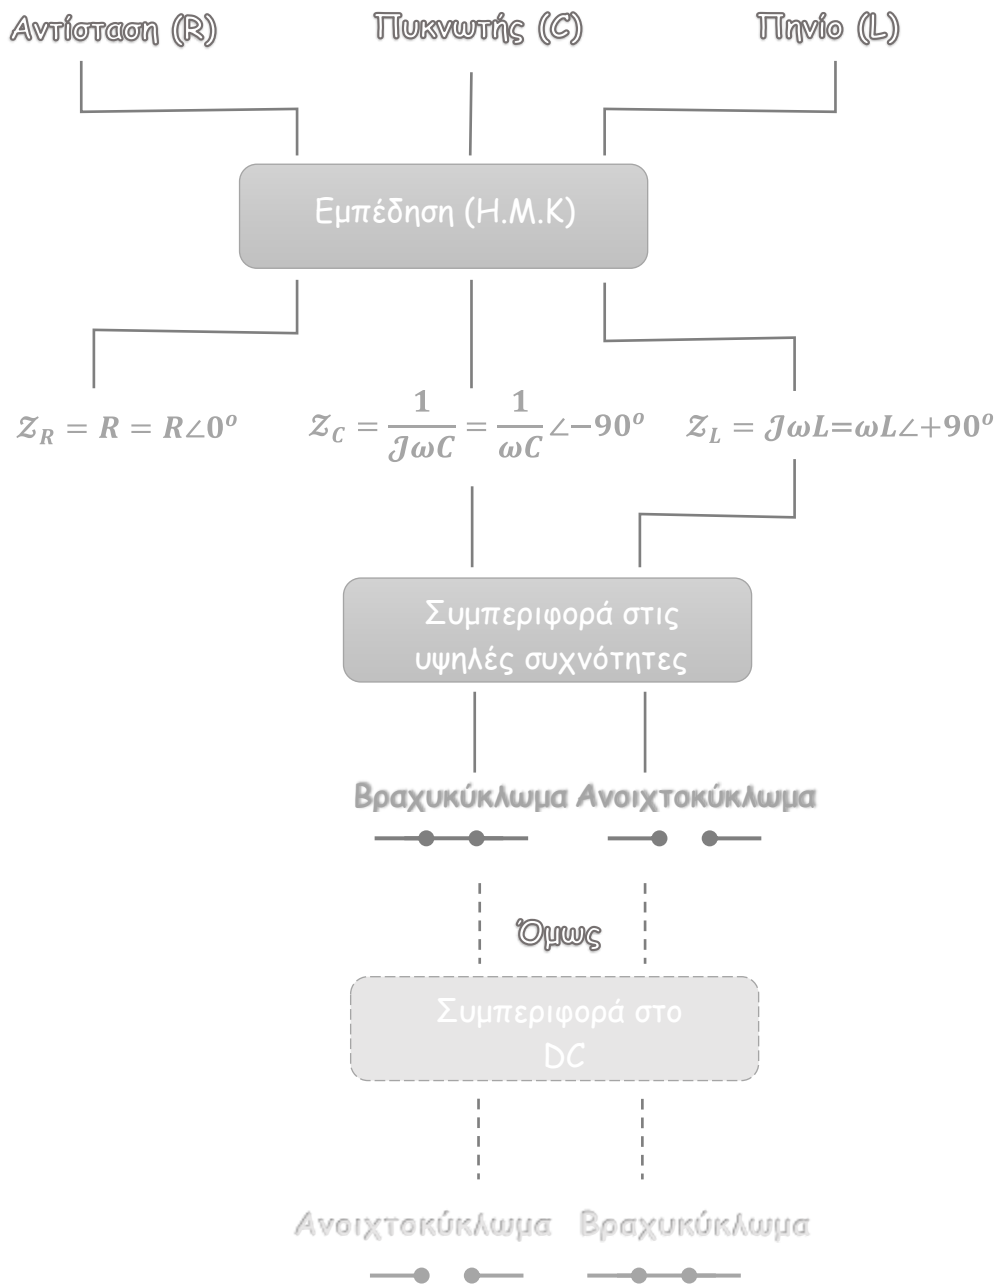 Αντίσταση (R) Πυκνωτής (C) Πηνίο (L)
Εμπέδηση (Η.Μ.Κ)
𝒵_R = R = R∠0° 𝒵_C = 1/𝒥ωC = 1/ωC ∠−90° 𝒵_L = 𝒥ωL=ωL∠+90°
Συμπεριφορά στις
υψηλές συχνότητες
Βραχυκύκλωμα Ανοιχτοκύκλωμα
Όμως
Συμπεριφορά στο
DC
Ανοιχτοκύκλωμα Βραχυκύκλωμα